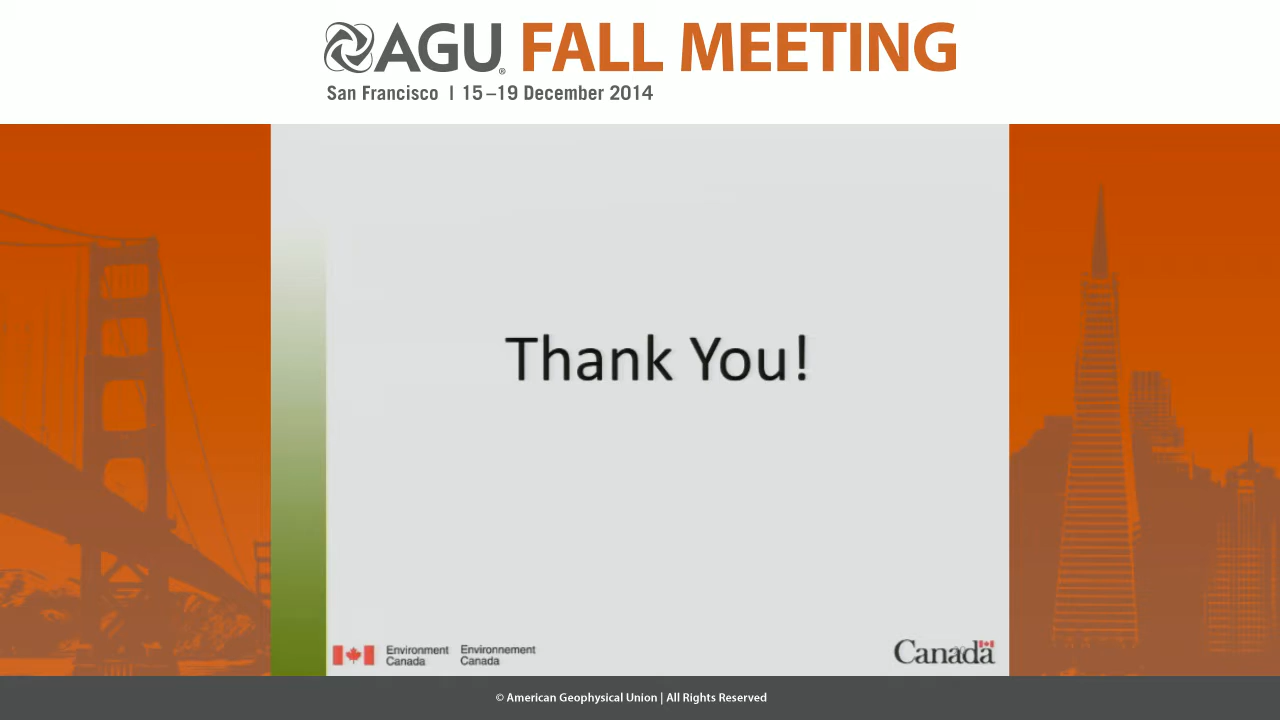 AGU® FALL MEETING
San Francisco | 15–19 December 2014
Thank You!
Environment Canada
Environnement Canada
Canada
© American Geophysical Union | All Rights Reserved